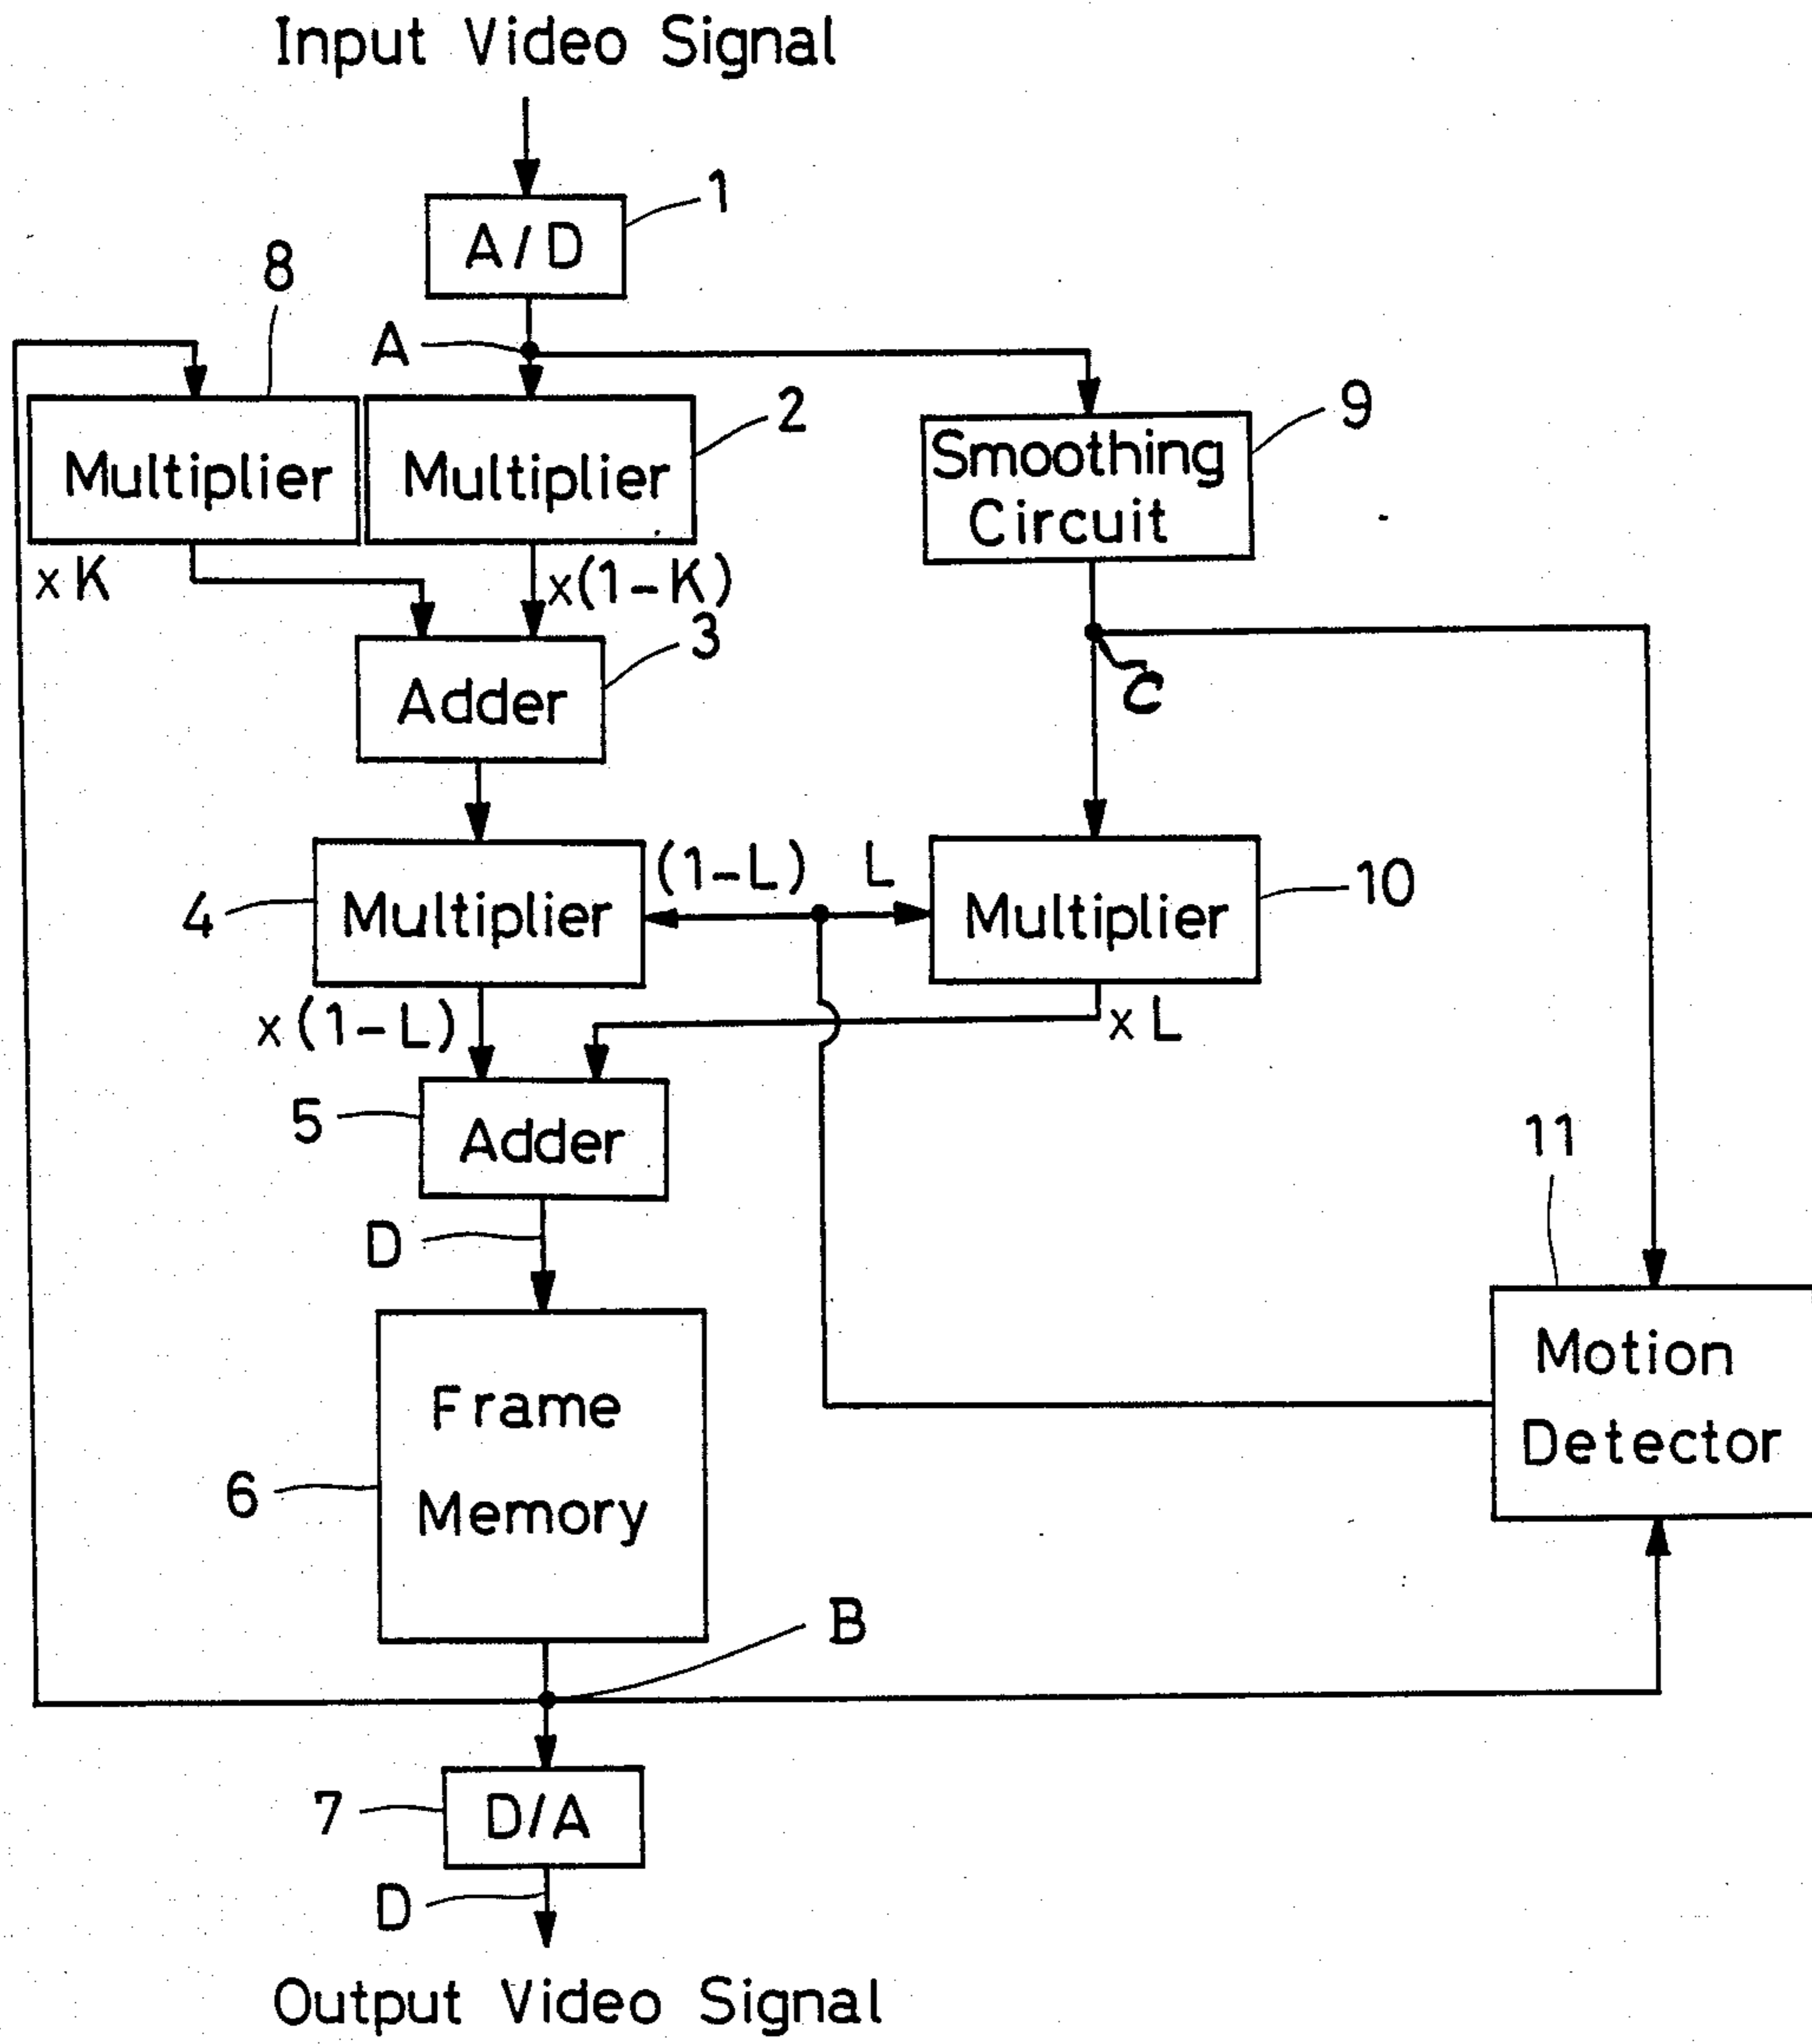 Input Video Signal
1
A/D
8
A
2
9
Multiplier
Multiplier
Smoothing
Circuit
x K
x(1-K)
3
C
Adder
(1-L)
L
10
4
Multiplier
Multiplier
x(1-L)
x L
5
Adder
11
D
Motion
Detector
Frame
Memory
6
B
7
D/A
D
Output Video Signal